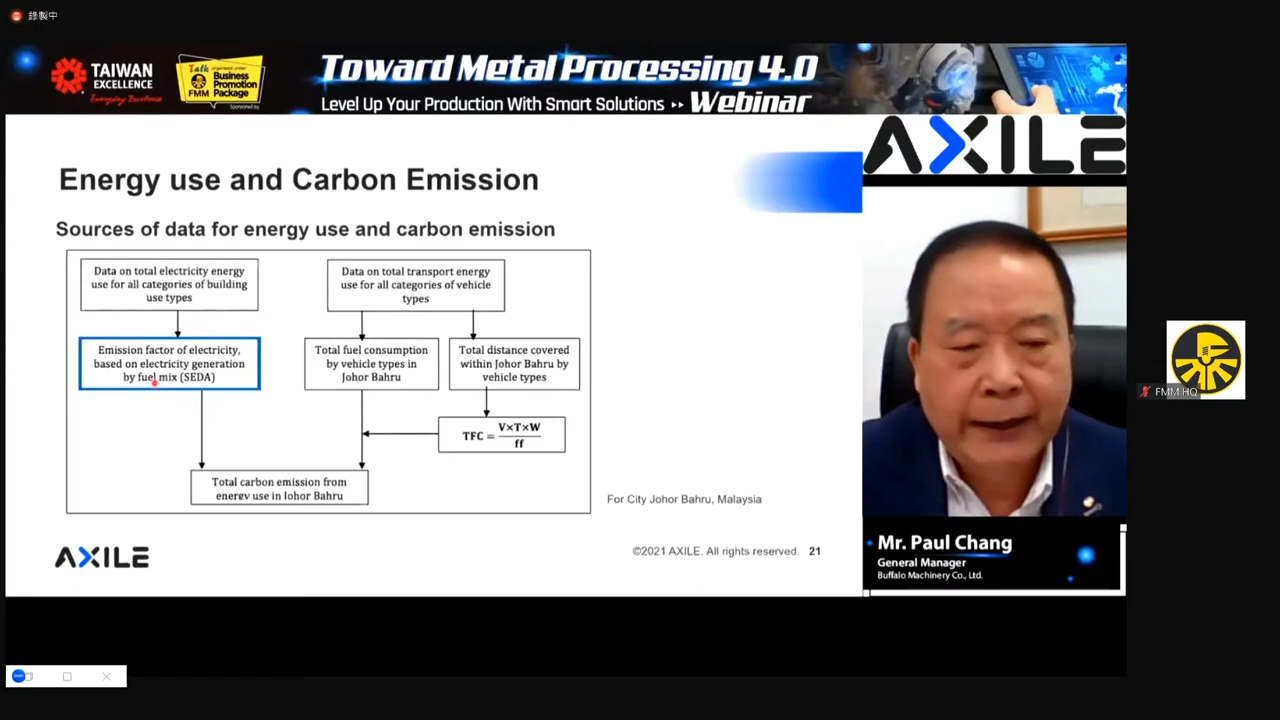 錄製中
TAIWAN
EXCELLENCE
Everyday Excellence
Talk organized under
FMM
Business
Promotion
Package
Sponsored by
Toward Metal Processing 4.0
Level Up Your Production With Smart Solutions Webinar
AXILE
Energy use and Carbon Emission
Sources of data for energy use and carbon emission
Data on total electricity energy
use for all categories of building
use types
Data on total transport energy
use for all categories of vehicle
types
Emission factor of electricity,
based on electricity generation
by fuel mix (SEDA)
Total fuel consumption
by vehicle types in
Johor Bahru
Total distance covered
within Johor Bahru by
vehicle types
TFC = V×T×W
ff
Total carbon emission from
energy use in Johor Bahru
For City Johor Bahru, Malaysia
AXILE
©2021 AXILE. All rights reserved. 21
Mr. Paul Chang
General Manager
Buffalo Machinery Co., Ltd.
FMM HQ